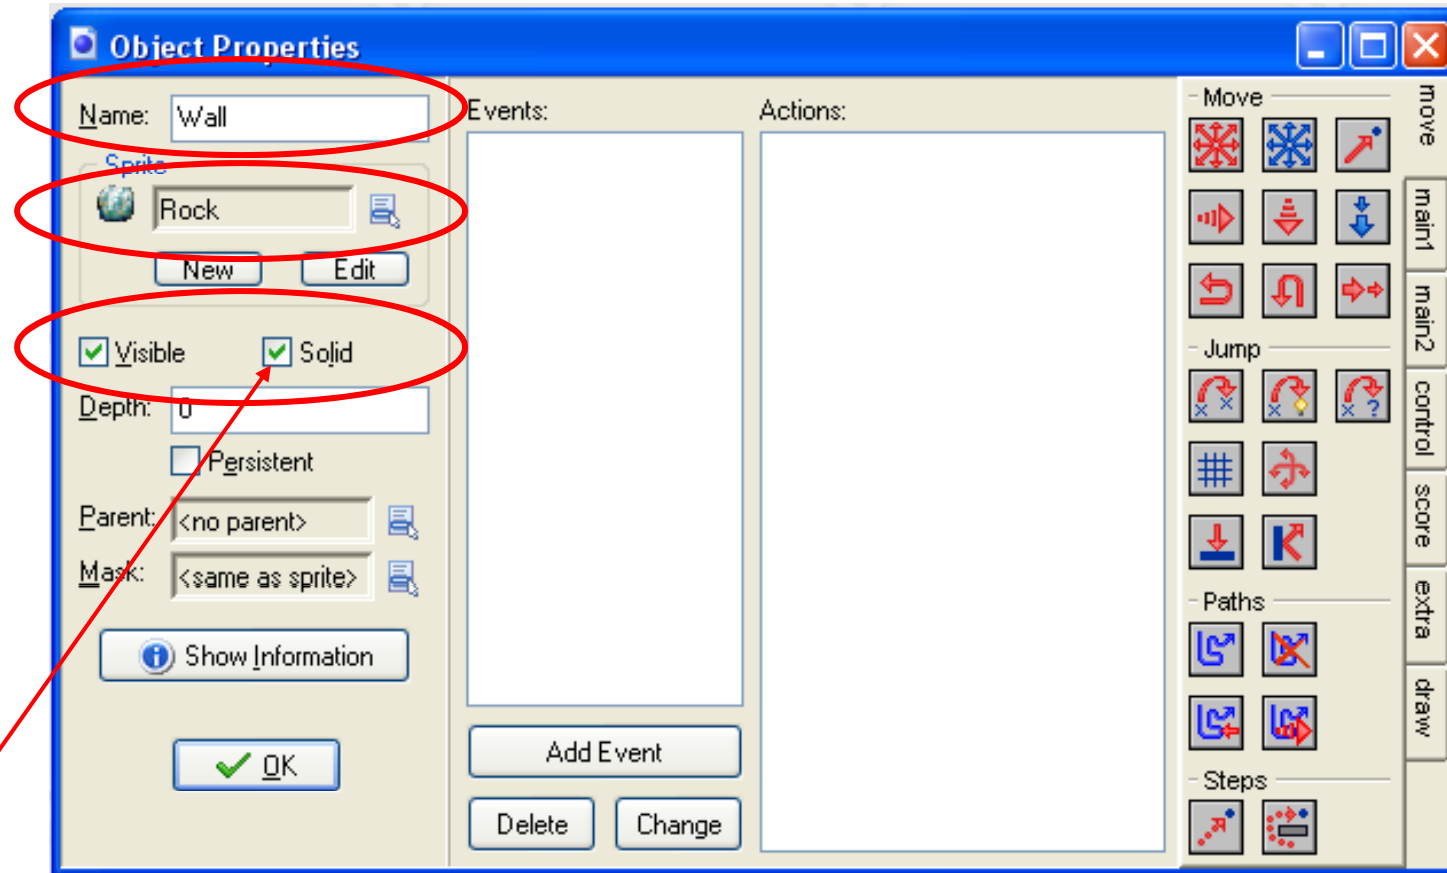 Object Properties
Name: Wall
Sprite
Rock
New Edit
Visible Solid
Depth: 0
Persistent
Parent: <no parent>
Mask: <same as sprite>
Show Information
OK
Events:
Add Event
Delete Change
Actions:
Move
Jump
Paths
Steps
move
main1
main2
control
score
extra
draw